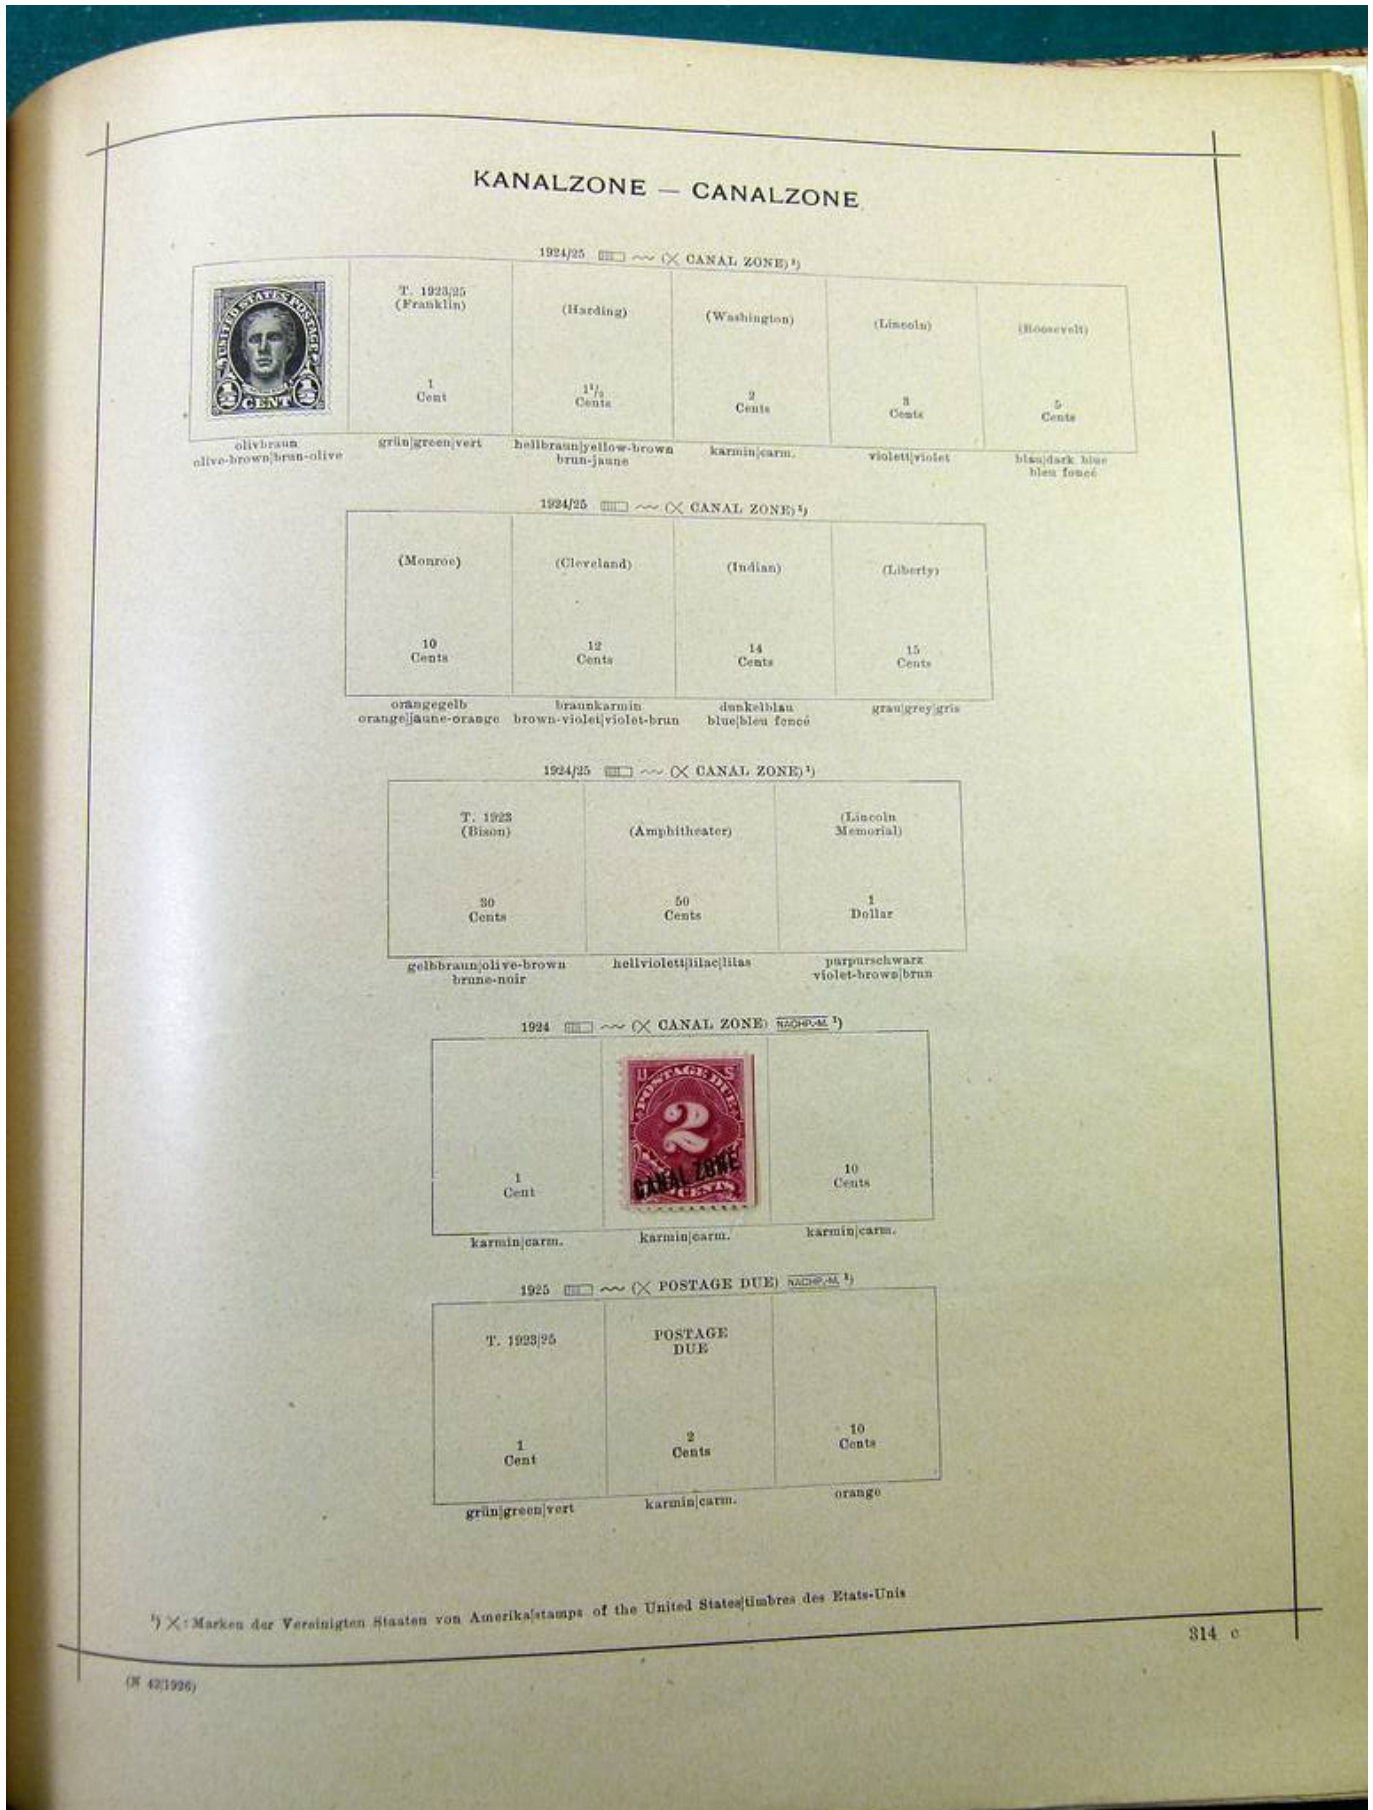 KANALZONE — CANALZONE
1924/25 (X CANAL ZONE)¹)
UNITED STATES POSTAGE
½ ½
CENT
T. 1923/25
(Franklin)
1
Cent
(Harding)
1½
Cents
(Washington)
2
Cents
(Lincoln)
3
Cents
(Roosevelt)
5
Cents
olivbraun
olive-brown|brun-olive
grün|green|vert
hellbraun|yellow-brown
brun-jaune
karmin|carm.
violett|violet
blau|dark blue
bleu foncé
1924/25 (X CANAL ZONE)¹)
(Monroe)
10
Cents
(Cleveland)
12
Cents
(Indian)
14
Cents
(Liberty)
15
Cents
orangegelb
orange|jaune-orange
braunkarmin
brown-violet|violet-brun
dunkelblau
blue|bleu foncé
grau|grey|gris
1924/25 (X CANAL ZONE)¹)
T. 1923
(Bison)
30
Cents
(Amphitheater)
50
Cents
(Lincoln
Memorial)
1
Dollar
gelbbraun|olive-brown
brune-noir
hellviolett|lilac|lilas
purpurschwarz
violet-brown|brun
1924 (X CANAL ZONE) NACHP.-M. ¹)
1
Cent
U S
POSTAGE DUE
2
CANAL ZONE
CENTS
10
Cents
karmin|carm.
karmin|carm.
karmin|carm.
1925 (X POSTAGE DUE) NACHP.-M. ¹)
T. 1923|25
1
Cent
POSTAGE
DUE
2
Cents
10
Cents
grün|green|vert
karmin|carm.
orange
¹) X: Marken der Vereinigten Staaten von Amerika|stamps of the United States|timbres des Etats-Unis
314 c
(N 42|1926)